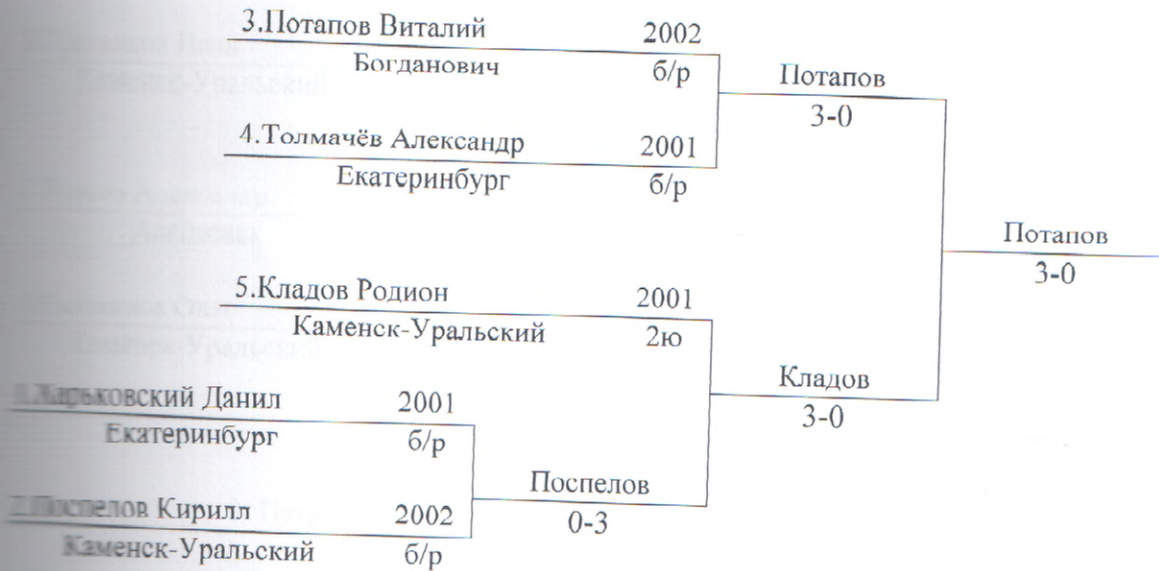 3.Потапов Виталий 2002
Богданович б/р
Потапов
3-0
4.Толмачёв Александр 2001
Екатеринбург б/р
Потапов
3-0
5.Кладов Родион 2001
Каменск-Уральский 2ю
Кладов
3-0
Жарьковский Данил 2001
Екатеринбург б/р
Поспелов
0-3
Поспелов Кирилл 2002
Каменск-Уральский б/р